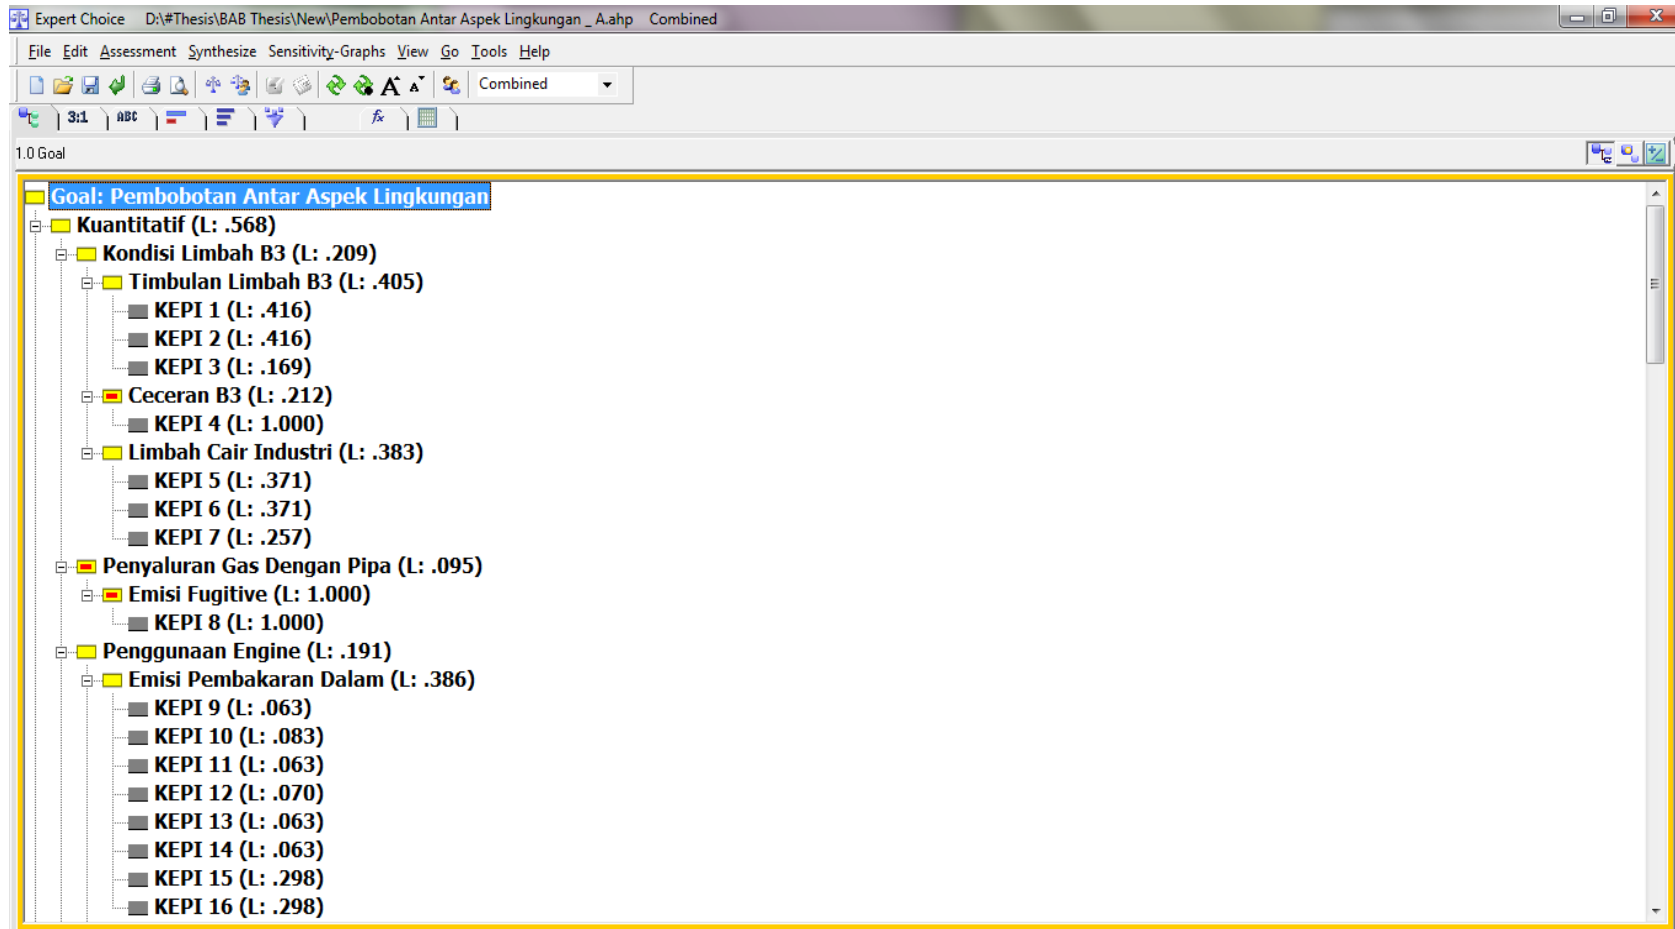 Expert Choice D:\#Thesis\BAB Thesis\New\Pembobotan Antar Aspek Lingkungan _ A.ahp Combined
File Edit Assessment Synthesize Sensitivity-Graphs View Go Tools Help
A A Combined
3:1 ABC fx
1.0 Goal
Goal: Pembobotan Antar Aspek Lingkungan
Kuantitatif (L: .568)
Kondisi Limbah B3 (L: .209)
Timbulan Limbah B3 (L: .405)
KEPI 1 (L: .416)
KEPI 2 (L: .416)
KEPI 3 (L: .169)
Ceceran B3 (L: .212)
KEPI 4 (L: 1.000)
Limbah Cair Industri (L: .383)
KEPI 5 (L: .371)
KEPI 6 (L: .371)
KEPI 7 (L: .257)
Penyaluran Gas Dengan Pipa (L: .095)
Emisi Fugitive (L: 1.000)
KEPI 8 (L: 1.000)
Penggunaan Engine (L: .191)
Emisi Pembakaran Dalam (L: .386)
KEPI 9 (L: .063)
KEPI 10 (L: .083)
KEPI 11 (L: .063)
KEPI 12 (L: .070)
KEPI 13 (L: .063)
KEPI 14 (L: .063)
KEPI 15 (L: .298)
KEPI 16 (L: .298)